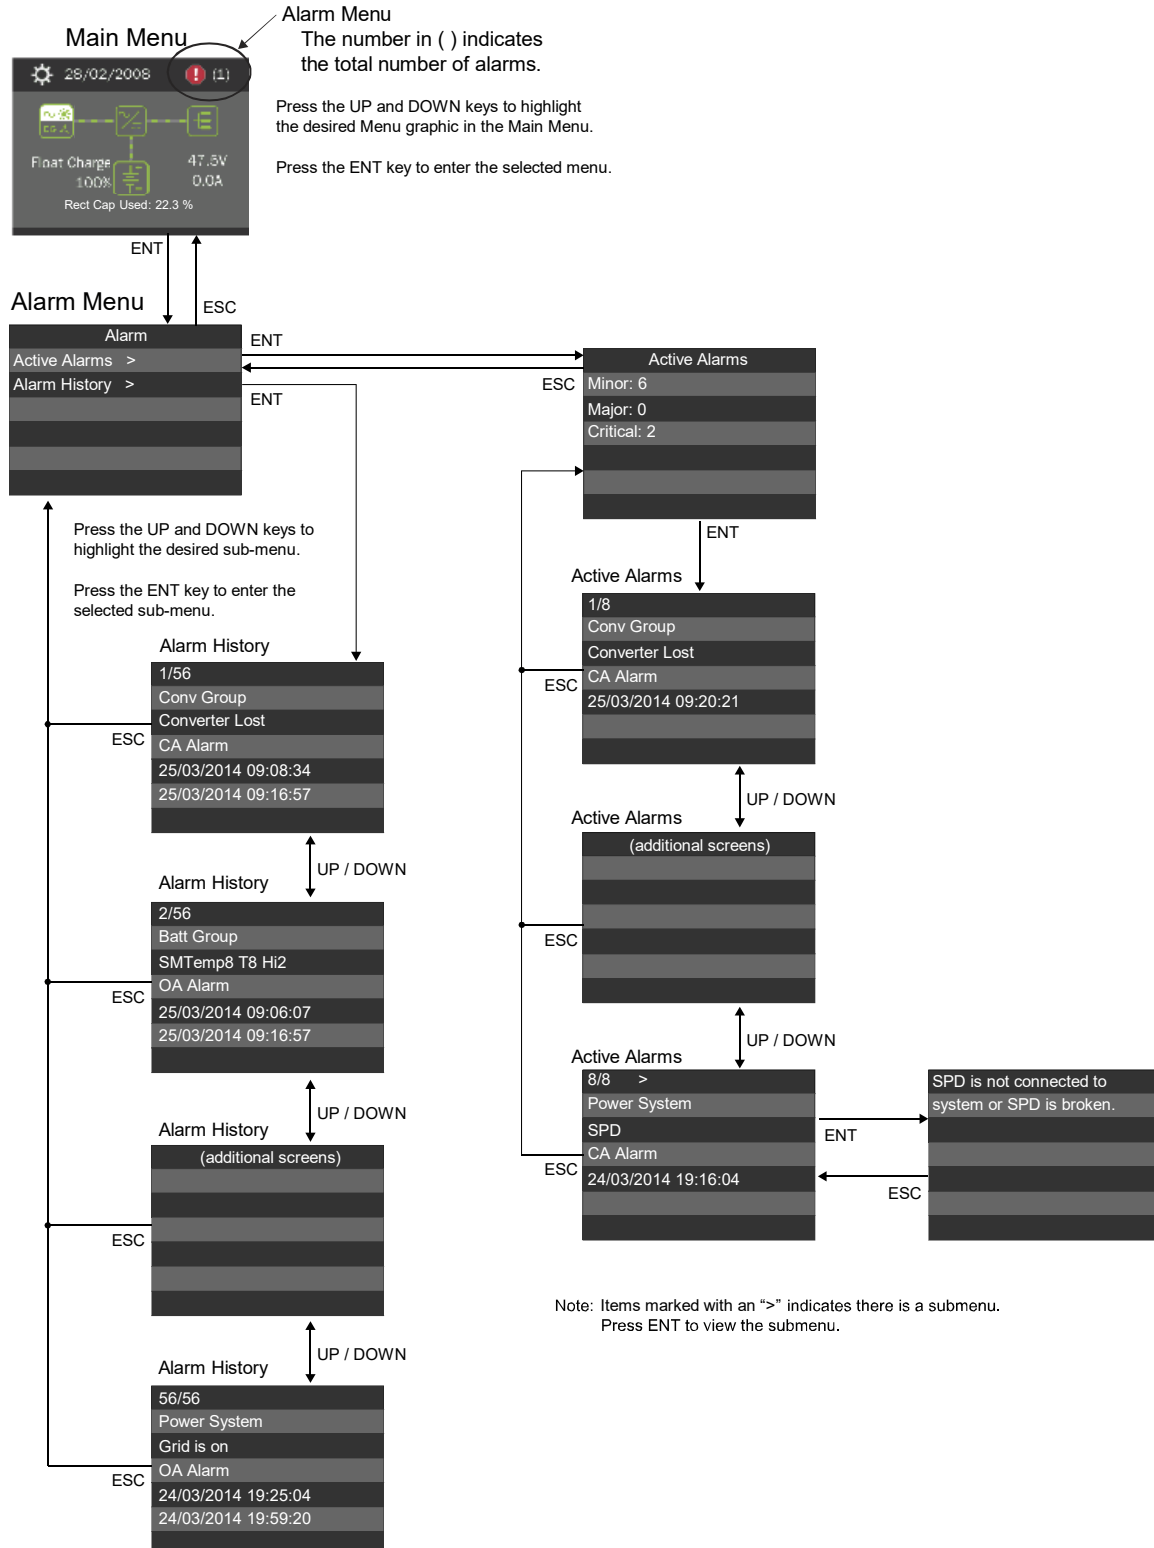 Alarm Menu
The number in ( ) indicates
the total number of alarms.
Main Menu
28/02/2008
(1)
Press the UP and DOWN keys to highlight
the desired Menu graphic in the Main Menu.
Press the ENT key to enter the selected menu.
Float Charge
47.6V
100%
0.0A
Rect Cap Used: 22.3 %
ENT
ESC
Alarm Menu
Alarm
Active Alarms >
Alarm History >
ENT
ESC
ENT
Active Alarms
Minor: 6
Major: 0
Critical: 2
ENT
Press the UP and DOWN keys to
highlight the desired sub-menu.
Press the ENT key to enter the
selected sub-menu.
Alarm History
1/56
Conv Group
Converter Lost
CA Alarm
25/03/2014 09:08:34
25/03/2014 09:16:57
ESC
UP / DOWN
Alarm History
2/56
Batt Group
SMTemp8 T8 Hi2
OA Alarm
25/03/2014 09:06:07
25/03/2014 09:16:57
ESC
UP / DOWN
Alarm History
(additional screens)
ESC
UP / DOWN
Alarm History
56/56
Power System
Grid is on
OA Alarm
24/03/2014 19:25:04
24/03/2014 19:59:20
ESC
Active Alarms
1/8
Conv Group
Converter Lost
CA Alarm
25/03/2014 09:20:21
ESC
UP / DOWN
Active Alarms
(additional screens)
ESC
UP / DOWN
Active Alarms
8/8 >
Power System
SPD
CA Alarm
24/03/2014 19:16:04
ESC
ENT
ESC
SPD is not connected to
system or SPD is broken.
Note: Items marked with an “>” indicates there is a submenu.
Press ENT to view the submenu.